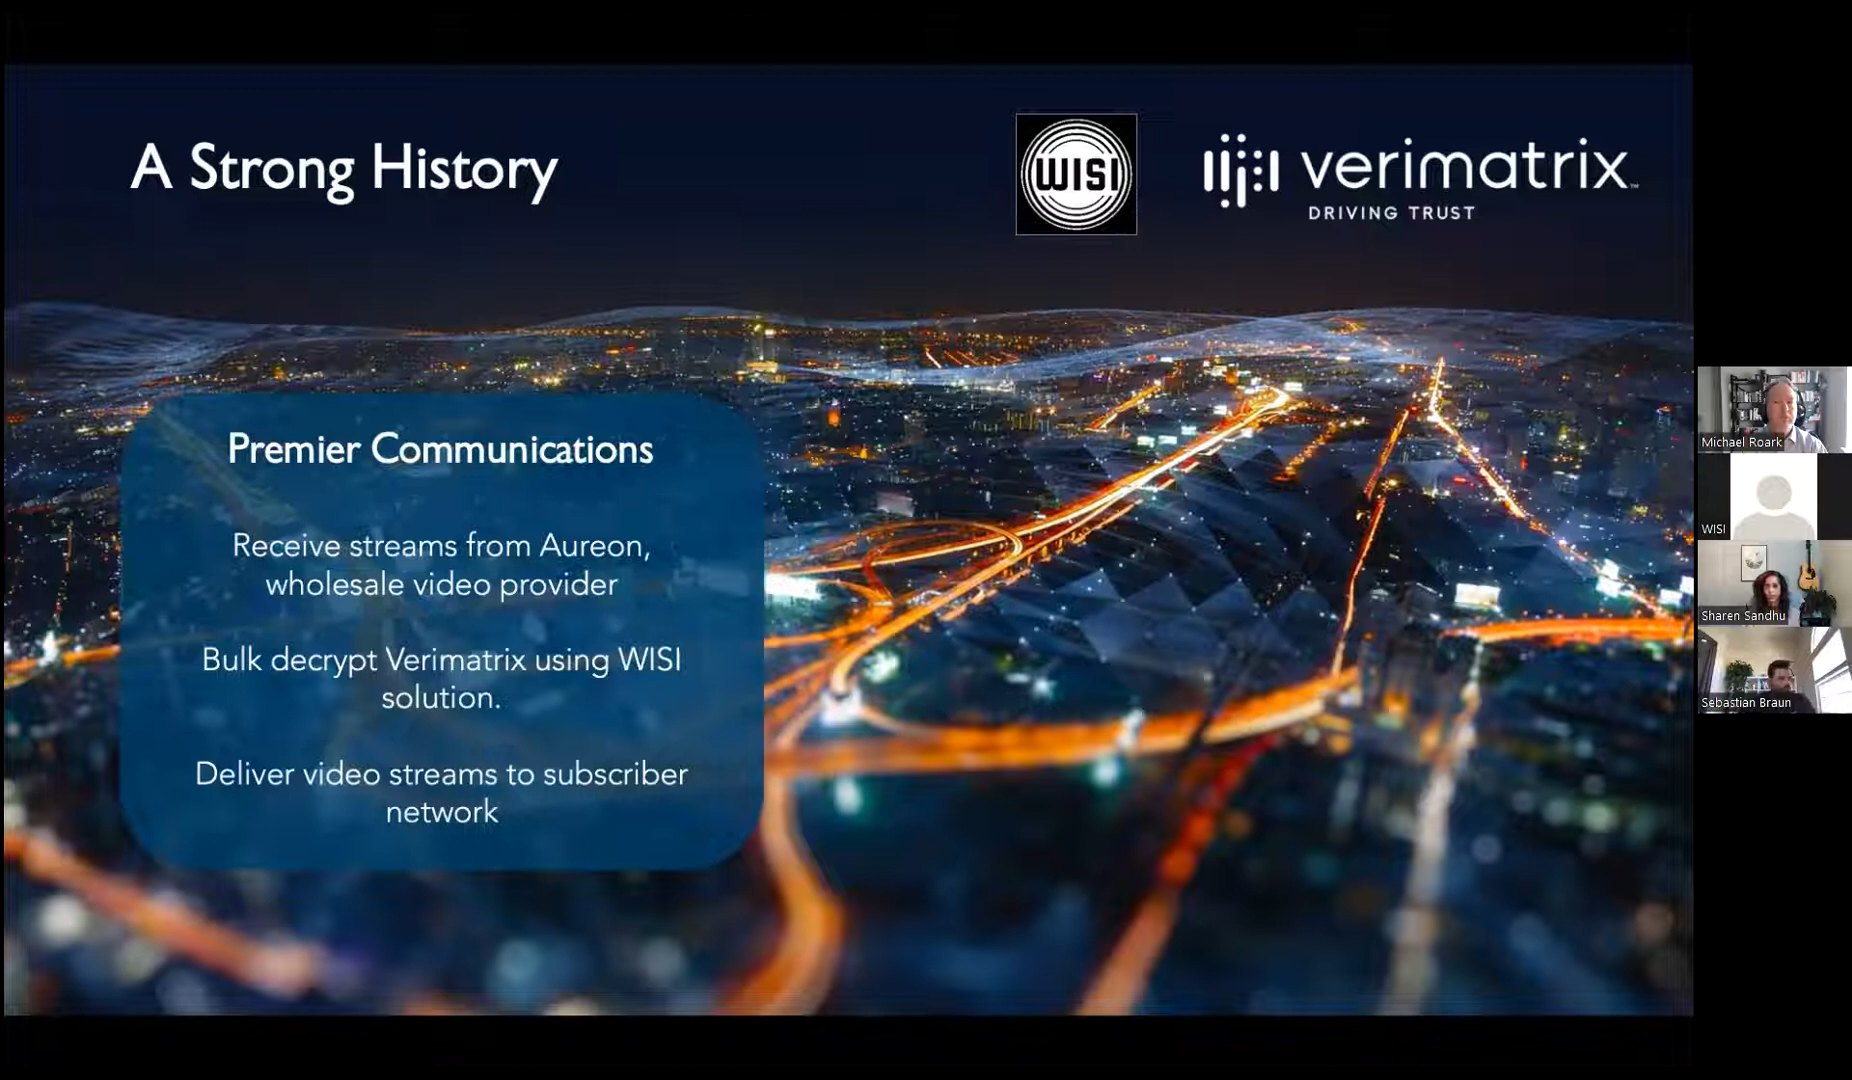 A Strong History
WISI
verimatrix™
DRIVING TRUST
Premier Communications
Receive streams from Aureon,
wholesale video provider
Bulk decrypt Verimatrix using WISI
solution.
Deliver video streams to subscriber
network
Michael Roark
WISI
Sharen Sandhu
Sebastian Braun